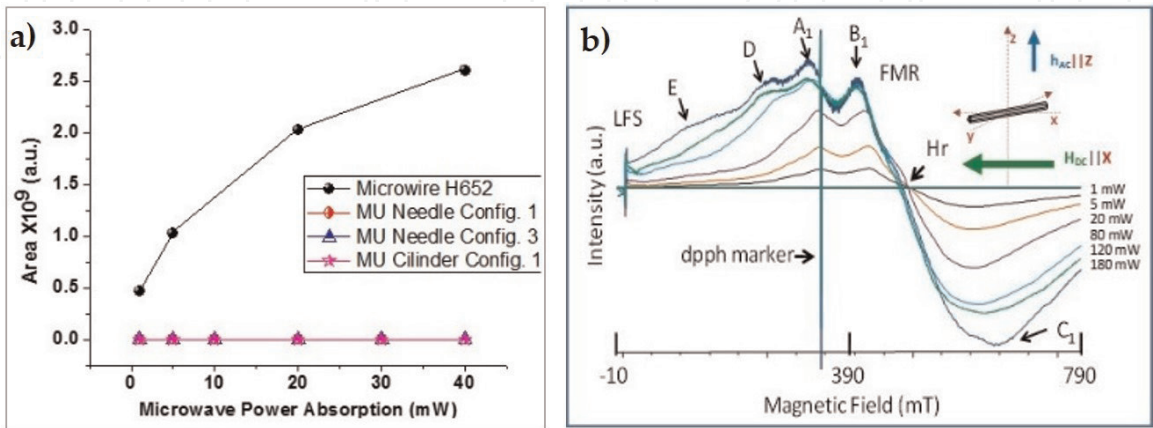 a)
3.0
2.5
2.0
1.5
1.0
0.5
0.0
Area X10⁹ (a.u.)
Microwire H652
MU Needle Config. 1
MU Needle Config. 3
MU Cilinder Config. 1
0 10 20 30 40
Microwave Power Absorption (mW)
b)
A₁
B₁
D
FMR
E
LFS
Hr
z
hAC||Z
x
y
HDC||X
Intensity (a.u.)
dpph marker
1 mW
5 mW
20 mW
80 mW
120 mW
180 mW
C₁
-10 390 790
Magnetic Field (mT)